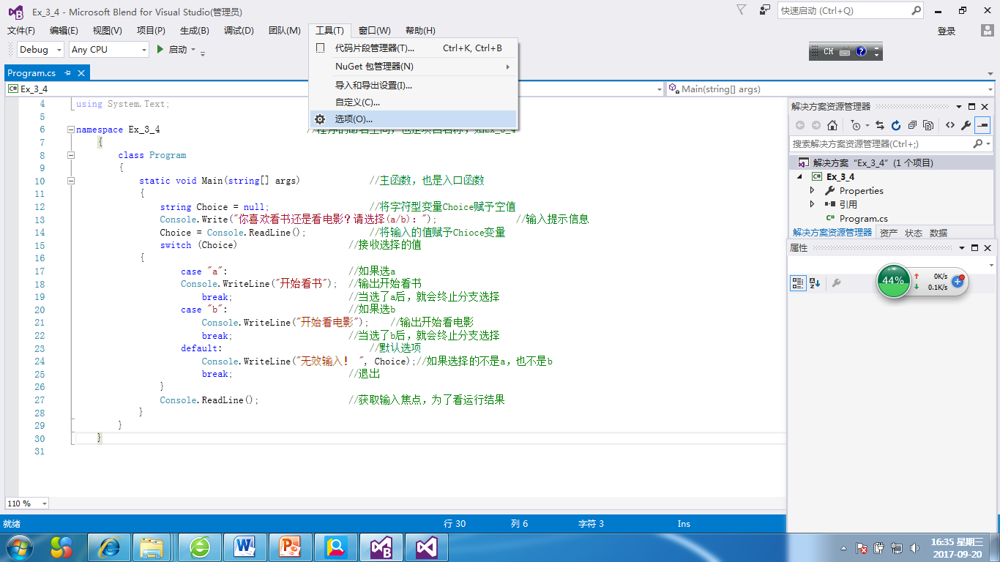 Ex_3_4 - Microsoft Blend for Visual Studio(管理员)
快速启动 (Ctrl+Q)
文件(F) 编辑(E) 视图(V) 项目(P) 生成(B) 调试(D) 团队(M) 工具(T) 窗口(W) 帮助(H)
登录
Debug Any CPU 启动
代码片段管理器(T)... Ctrl+K, Ctrl+B
NuGet 包管理器(N)
导入和导出设置(I)...
自定义(C)...
选项(O)...
CH
Program.cs
Ex_3_4
Main(string[] args)
4 using System.Text;
5
6 namespace Ex_3_4
7 {
8 class Program
9 {
10 static void Main(string[] args) //主函数，也是入口函数
11 {
12 string Choice = null; //将字符型变量Choice赋予空值
13 Console.Write("你喜欢看书还是看电影？请选择(a/b)："); //输入提示信息
14 Choice = Console.ReadLine(); //将输入的值赋予Chioce变量
15 switch (Choice) //接收选择的值
16 {
17 case "a": //如果选a
18 Console.WriteLine("开始看书"); //输出开始看书
19 break; //当选了a后，就会终止分支选择
20 case "b": //如果选b
21 Console.WriteLine("开始看电影"); //输出开始看电影
22 break; //当选了b后，就会终止分支选择
23 default: //默认选项
24 Console.WriteLine("无效输入！ ", Choice);//如果选择的不是a，也不是b
25 break; //退出
26 }
27 Console.ReadLine(); //获取输入焦点，为了看运行结果
28 }
29 }
30 }
31
解决方案资源管理器
搜索解决方案资源管理器(Ctrl+;)
解决方案“Ex_3_4”(1 个项目)
Ex_3_4
Properties
引用
Program.cs
解决方案资源管理器 资产 状态 数据
属性
44%
0K/s
0.1K/s
110 %
就绪 行 30 列 6 字符 3 Ins
16:35 星期三
2017-09-20